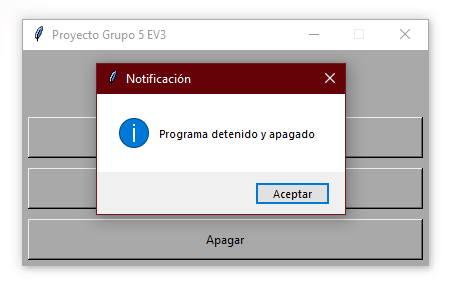 Proyecto Grupo 5 EV3
Notificación
Programa detenido y apagado
Aceptar
Apagar